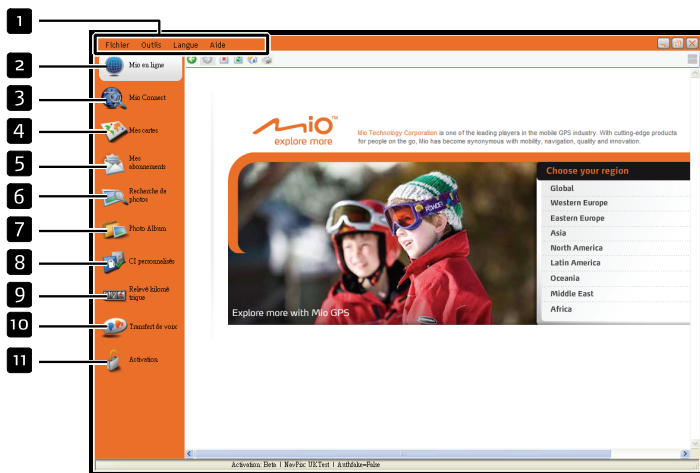 1
Fichier Outils Langue Aide
2
Mio en ligne
3
Mio Connect
4
Mes cartes
5
Mes
abonnements
6
Recherche de
photos
7
Photo Album
8
CI personnalisés
9
Relevé kilomé
trique
10
Transfert de voix
11
Activation
Mio™
explore more
Mio Technology Corporation is one of the leading players in the mobile GPS industry. With cutting-edge products
for people on the go, Mio has become synonymous with mobility, navigation, quality and innovation.
Explore more with Mio GPS
Choose your region
Global
Western Europe
Eastern Europe
Asia
North America
Latin America
Oceania
Middle East
Africa
Activation: Beta | NavPix: UKTest | Authfake=False